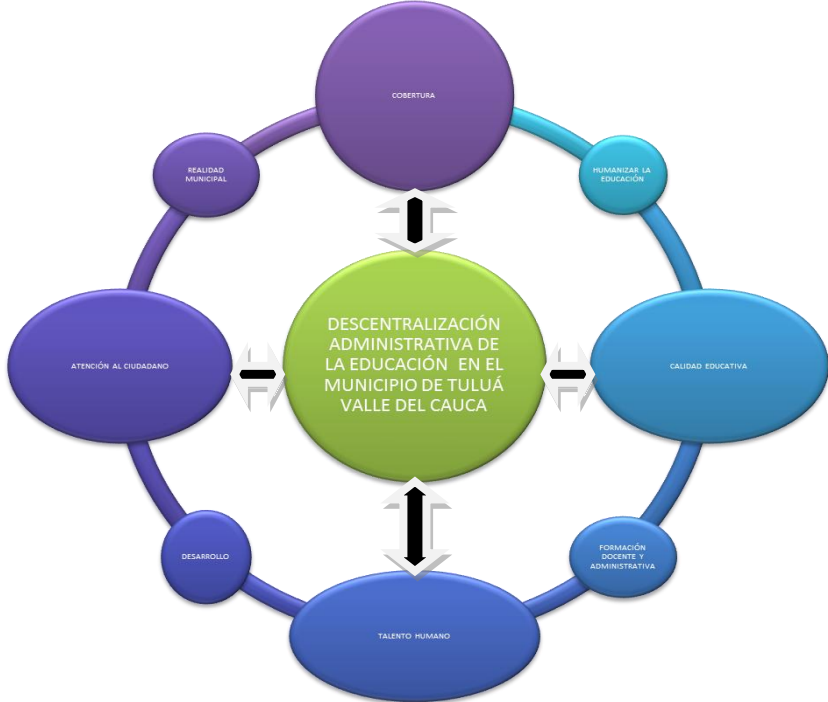 COBERTURA
REALIDAD
MUNICIPAL
HUMANIZAR LA
EDUCACIÓN
DESCENTRALIZACIÓN
ADMINISTRATIVA DE
LA EDUCACIÓN EN EL
MUNICIPIO DE TULUÁ
VALLE DEL CAUCA
ATENCIÓN AL CIUDADANO
CALIDAD EDUCATIVA
DESARROLLO
FORMACIÓN
DOCENTE Y
ADMINISTRATIVA
TALENTO HUMANO